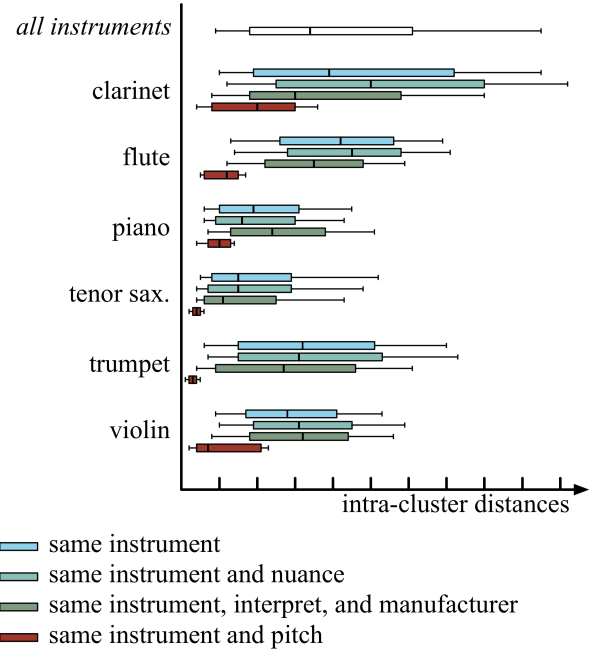 all instruments
clarinet
flute
piano
tenor sax.
trumpet
violin
intra-cluster distances
same instrument
same instrument and nuance
same instrument, interpret, and manufacturer
same instrument and pitch